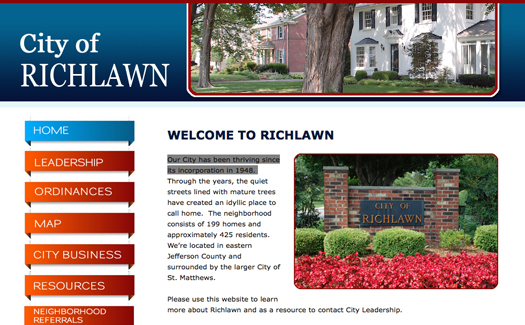 City of
RICHLAWN
HOME
LEADERSHIP
ORDINANCES
MAP
CITY BUSINESS
RESOURCES
NEIGHBORHOOD
REFERRALS
WELCOME TO RICHLAWN
Our City has been thriving since
its incorporation in 1948.
Through the years, the quiet
streets lined with mature trees
have created an idyllic place to
call home. The neighborhood
consists of 199 homes and
approximately 425 residents.
We're located in eastern
Jefferson County and
surrounded by the larger City of
St. Matthews.
Please use this website to learn
more about Richlawn and as a resource to contact City Leadership.
CITY OF
RICHLAWN